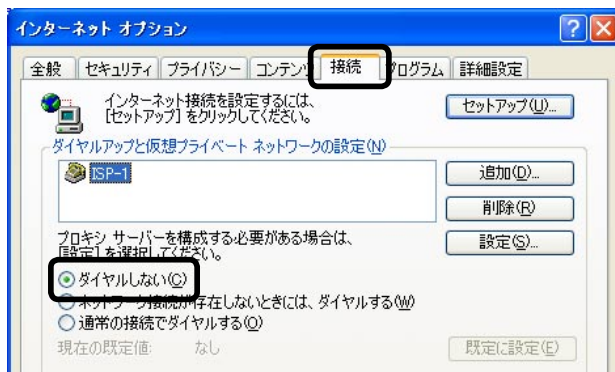 インターネット オプション
全般 セキュリティ プライバシー コンテンツ 接続 プログラム 詳細設定
インターネット接続を設定するには、
[セットアップ] をクリックしてください。
セットアップ(U)...
ダイヤルアップと仮想プライベート ネットワークの設定(N)
ISP-1
追加(D)...
削除(R)
プロキシ サーバーを構成する必要がある場合は、
[設定] を選択してください。
設定(S)...
ダイヤルしない(C)
ネットワーク接続が存在しないときには、ダイヤルする(W)
通常の接続でダイヤルする(O)
現在の既定値: なし
既定に設定(E)